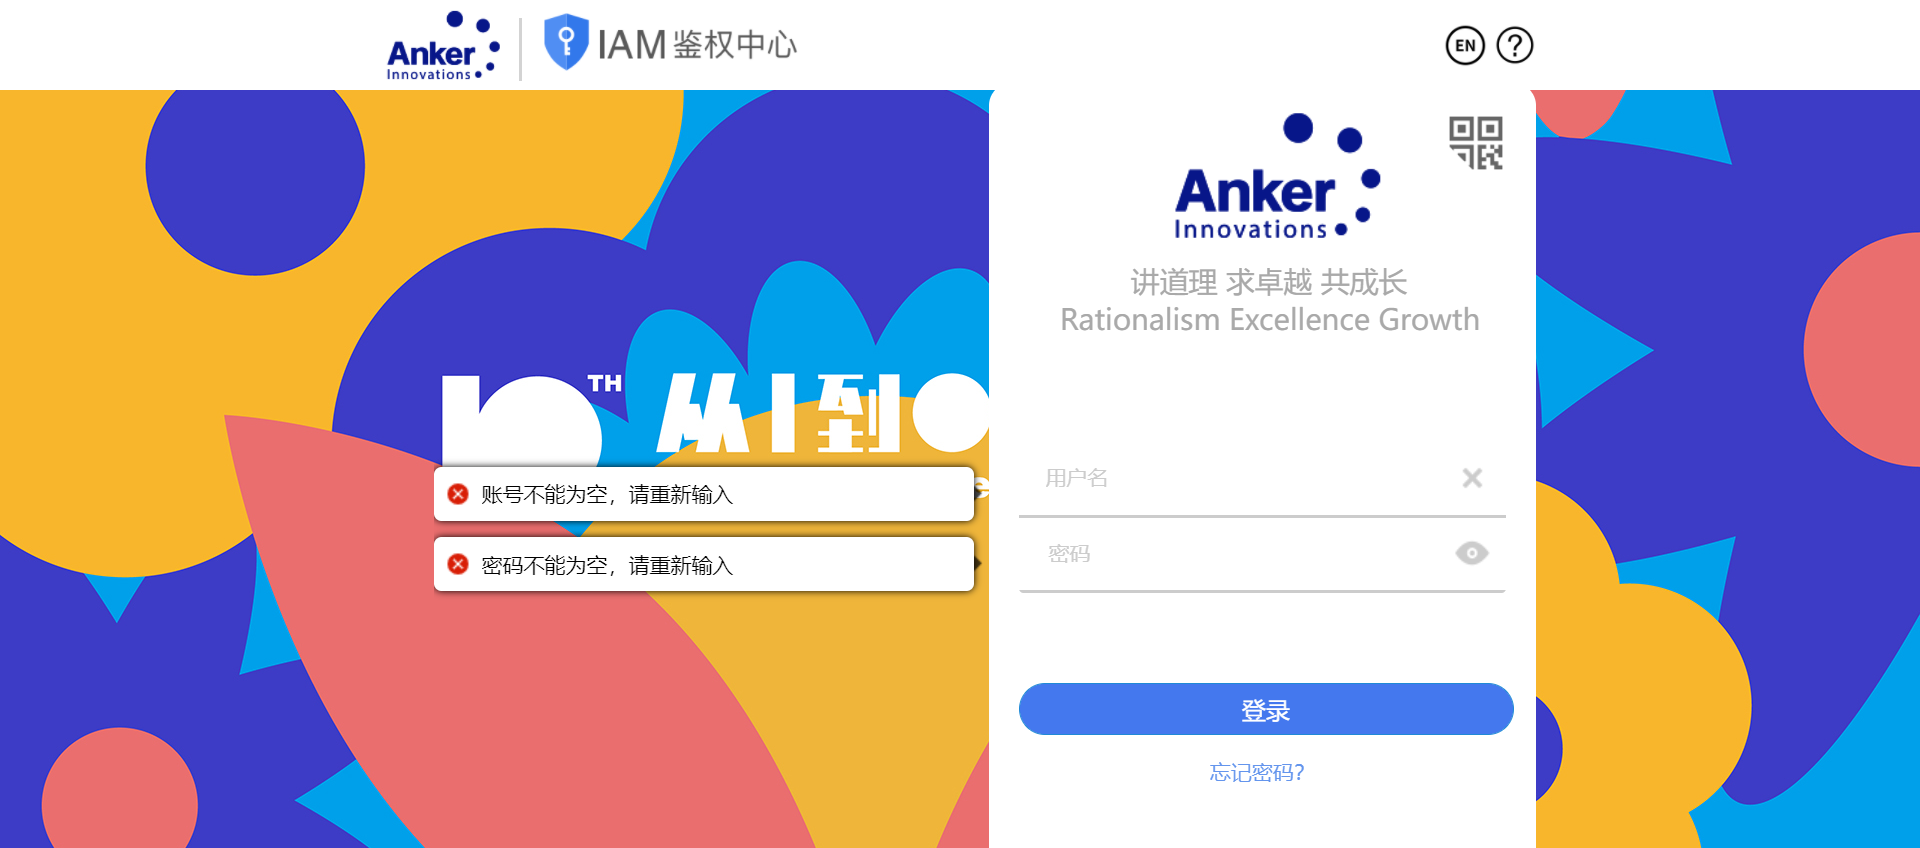 Anker
Innovations
IAM 鉴权中心
EN
?
Anker
Innovations
讲道理 求卓越 共成长
Rationalism Excellence Growth
10TH 从1到0
账号不能为空，请重新输入
密码不能为空，请重新输入
用户名
密码
登录
忘记密码？